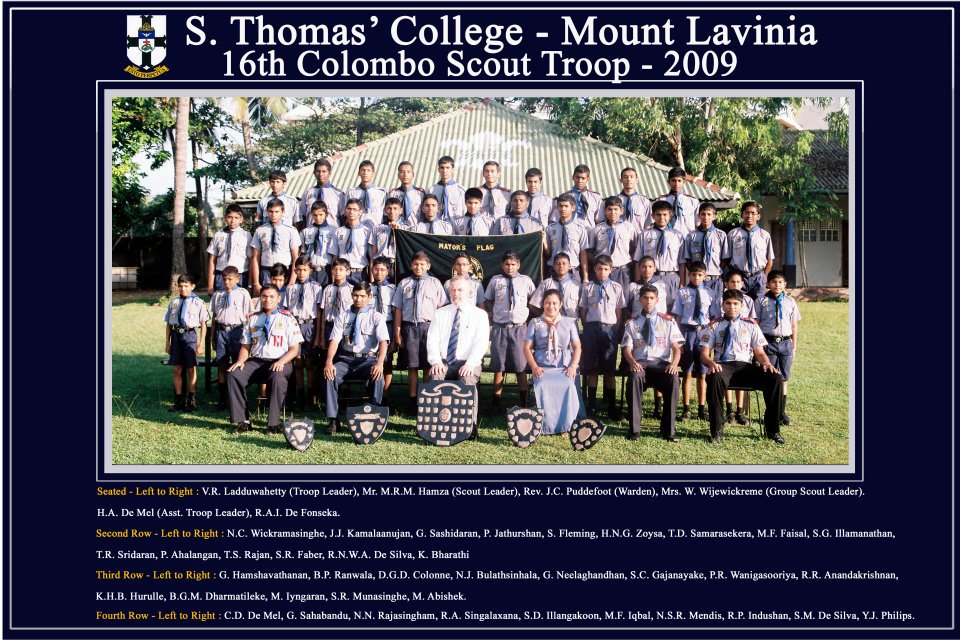 S. Thomas' College - Mount Lavinia
16th Colombo Scout Troop - 2009
ESTO PERPETUA
MAYOR'S FLAG
Seated - Left to Right : V.R. Ladduwahetty (Troop Leader), Mr. M.R.M. Hamza (Scout Leader), Rev. J.C. Puddefoot (Warden), Mrs. W. Wijewickreme (Group Scout Leader).
H.A. De Mel (Asst. Troop Leader), R.A.I. De Fonseka.
Second Row - Left to Right : N.C. Wickramasinghe, J.J. Kamalaanujan, G. Sashidaran, P. Jathurshan, S. Fleming, H.N.G. Zoysa, T.D. Samarasekera, M.F. Faisal, S.G. Illamanathan,
T.R. Sridaran, P. Ahalangan, T.S. Rajan, S.R. Faber, R.N.W.A. De Silva, K. Bharathi
Third Row - Left to Right : G. Hamshavathanan, B.P. Ranwala, D.G.D. Colonne, N.J. Bulathsinhala, G. Neelaghandhan, S.C. Gajanayake, P.R. Wanigasooriya, R.R. Anandakrishnan,
K.H.B. Hurulle, B.G.M. Dharmatileke, M. Iyngaran, S.R. Munasinghe, M. Abishek.
Fourth Row - Left to Right : C.D. De Mel, G. Sahabandu, N.N. Rajasingham, R.A. Singalaxana, S.D. Illangakoon, M.F. Iqbal, N.S.R. Mendis, R.P. Indushan, S.M. De Silva, Y.J. Philips.